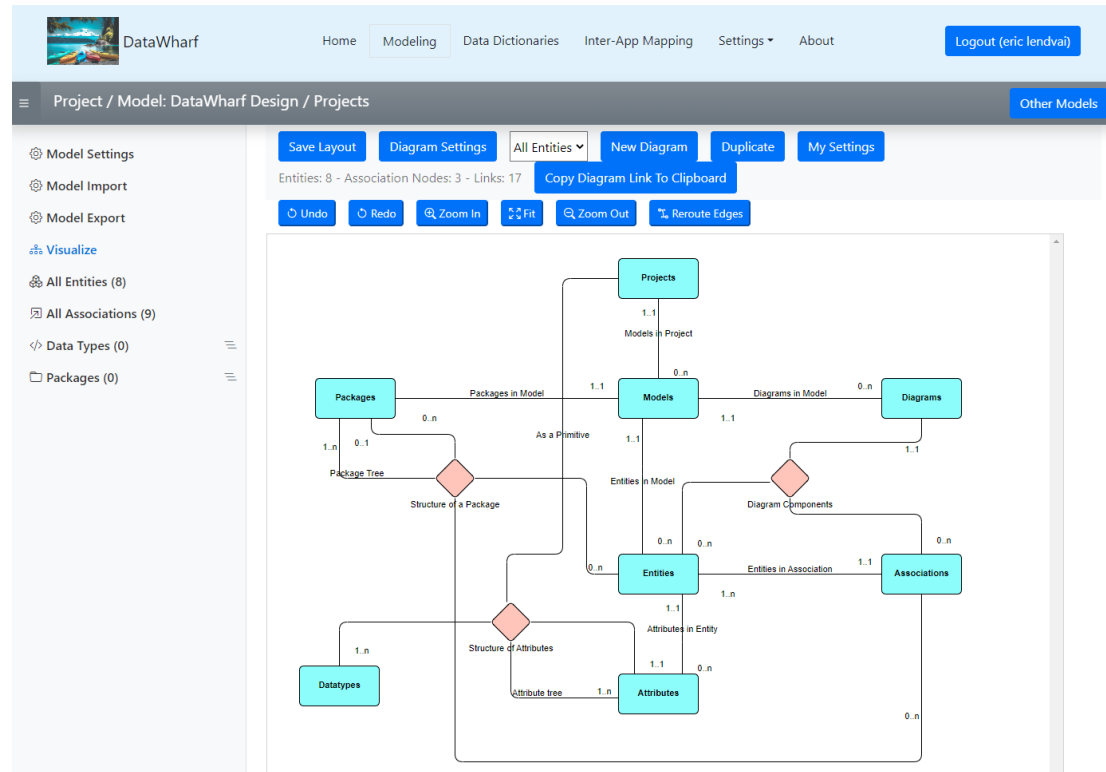 DataWharf
Home Modeling Data Dictionaries Inter-App Mapping Settings About
Logout (eric lendvai)
Project / Model: DataWharf Design / Projects
Other Models
Model Settings
Model Import
Model Export
Visualize
All Entities (8)
All Associations (9)
Data Types (0)
Packages (0)
Save Layout Diagram Settings All Entities New Diagram Duplicate My Settings
Entities: 8 - Association Nodes: 3 - Links: 17 Copy Diagram Link To Clipboard
Undo Redo Zoom In Fit Zoom Out Reroute Edges
Projects
1..1
Models in Project
0..n
Packages Packages in Model 1..1 Models Diagrams in Model 0..n Diagrams
0..n 1..1
1..n 0..1 As a Primitive 1..1 1..1
Package Tree Entities in Model
Structure of a Package Diagram Components
0..n 0..n 0..n
0..n Entities Entities in Association 1..1 Associations
1..n
1..1
Attributes in Entity
Structure of Attributes
1..n 1..1 0..n
Datatypes Attribute tree 1..n Attributes
0..n